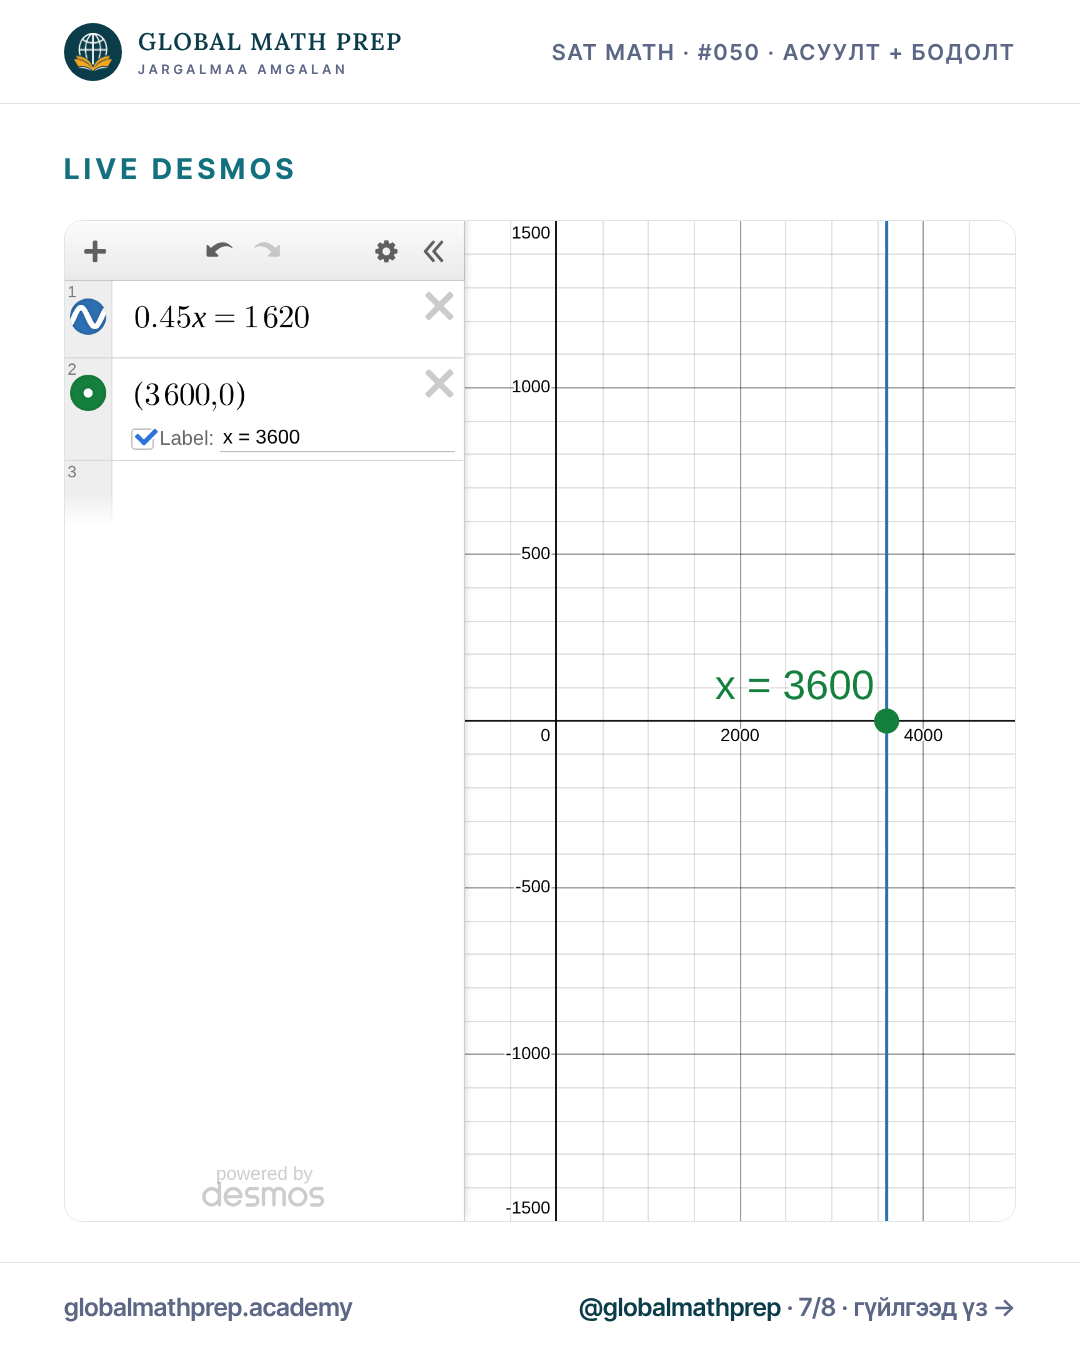 GLOBAL MATH PREP
JARGALMAA AMGALAN
SAT MATH · #050 · АСУУЛТ + БОДОЛТ
LIVE DESMOS
1
0.45x = 1620
2
(3600,0)
Label: x = 3600
3
powered by
desmos
1500
1000
500
x = 3600
0
2000
4000
-500
-1000
-1500
globalmathprep.academy
@globalmathprep · 7/8 · гүйлгээд үз →